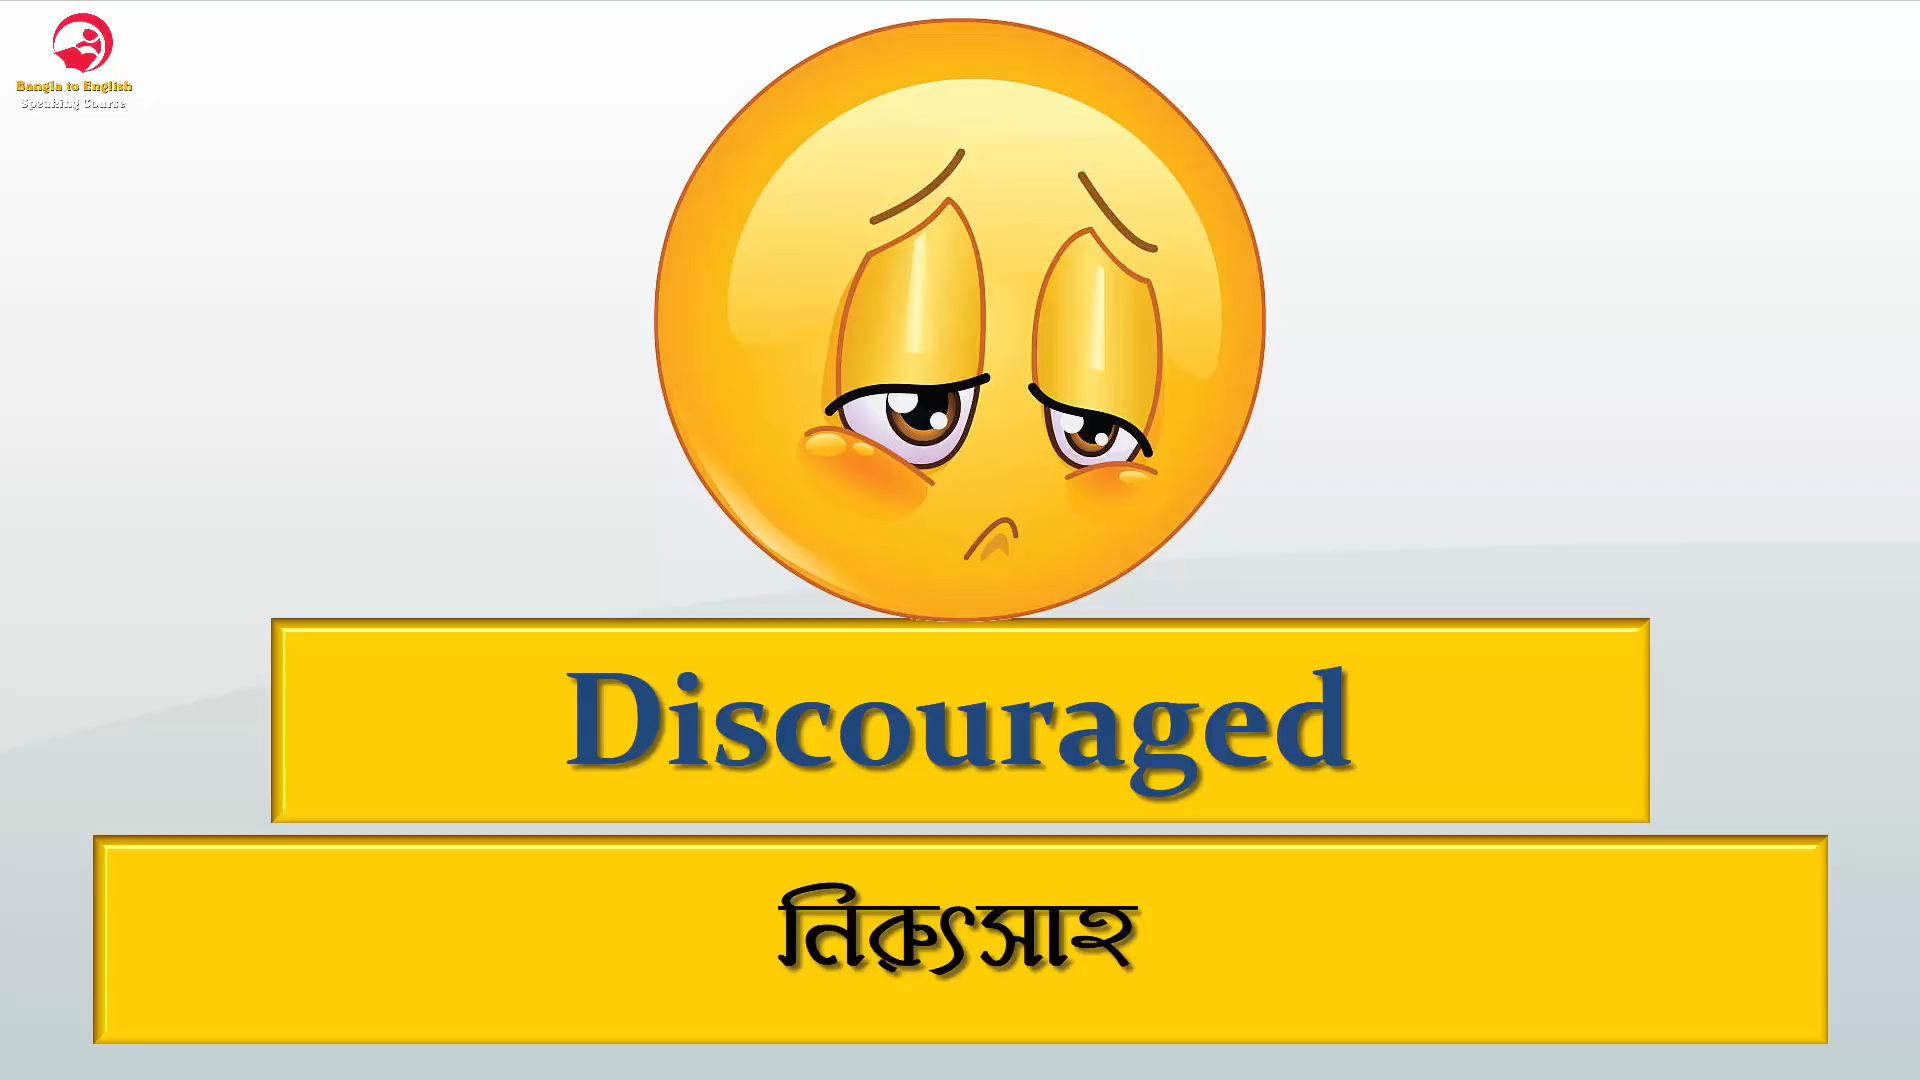 Bangla to English
Speaking Course
Discouraged
নিরুৎসাহ